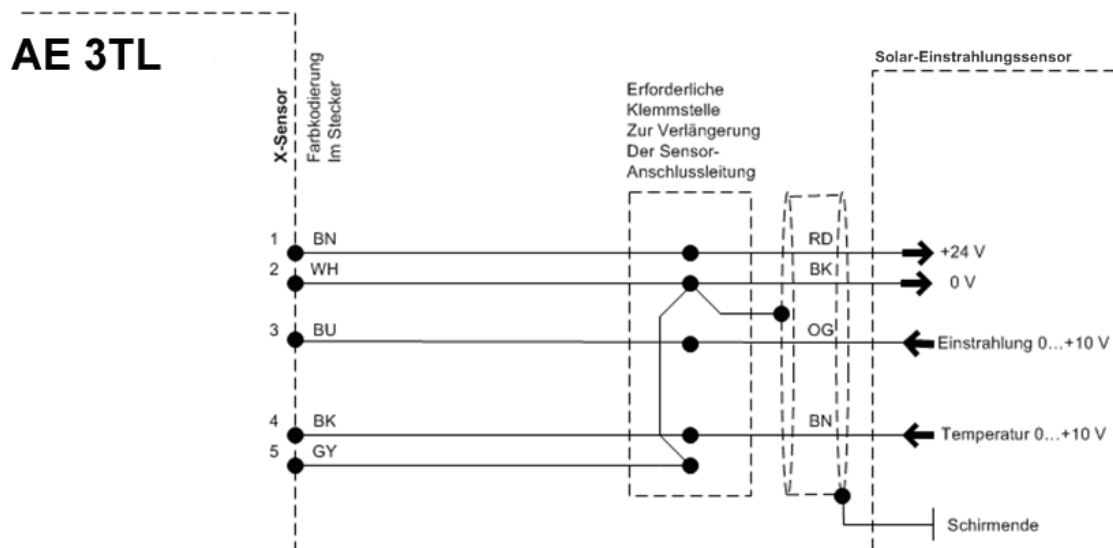 AE 3TL
X-Sensor
Farbkodierung
Im Stecker
Erforderliche
Klemmstelle
Zur Verlängerung
Der Sensor-
Anschlussleitung
Solar-Einstrahlungssensor
1 BN RD +24 V
2 WH BK 0 V
3 BU OG Einstrahlung 0...+10 V
4 BK BN Temperatur 0...+10 V
5 GY
Schirmende